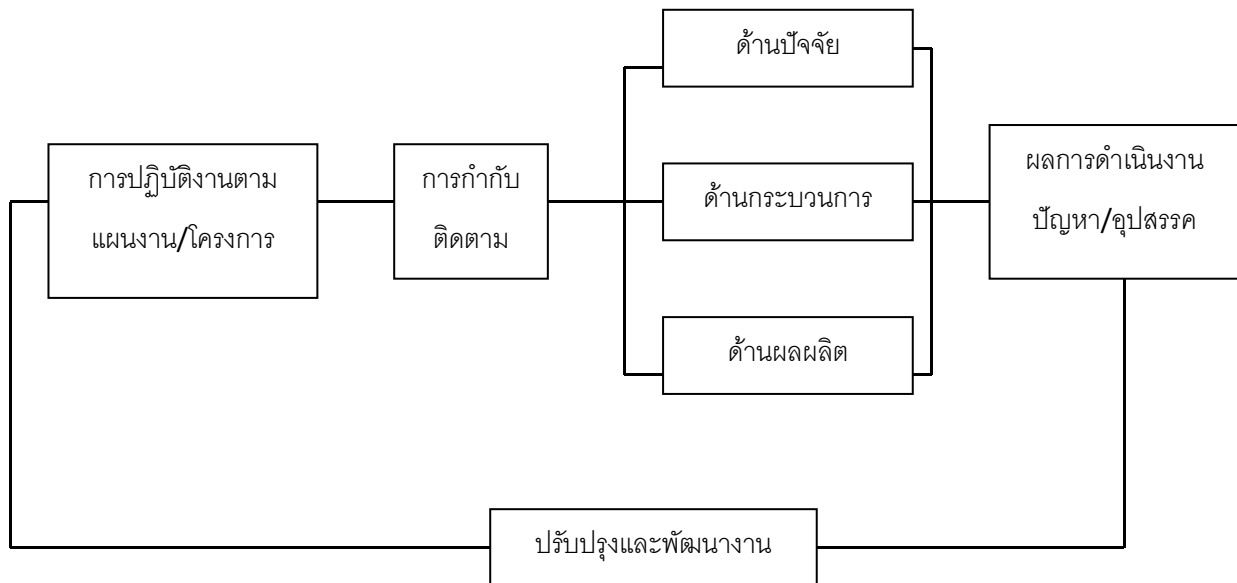 การปฏิบัติงานตาม
แผนงาน/โครงการ
การกำกับ
ติดตาม
ด้านปัจจัย
ด้านกระบวนการ
ด้านผลผลิต
ผลการดำเนินงาน
ปัญหา/อุปสรรค
ปรับปรุงและพัฒนางาน